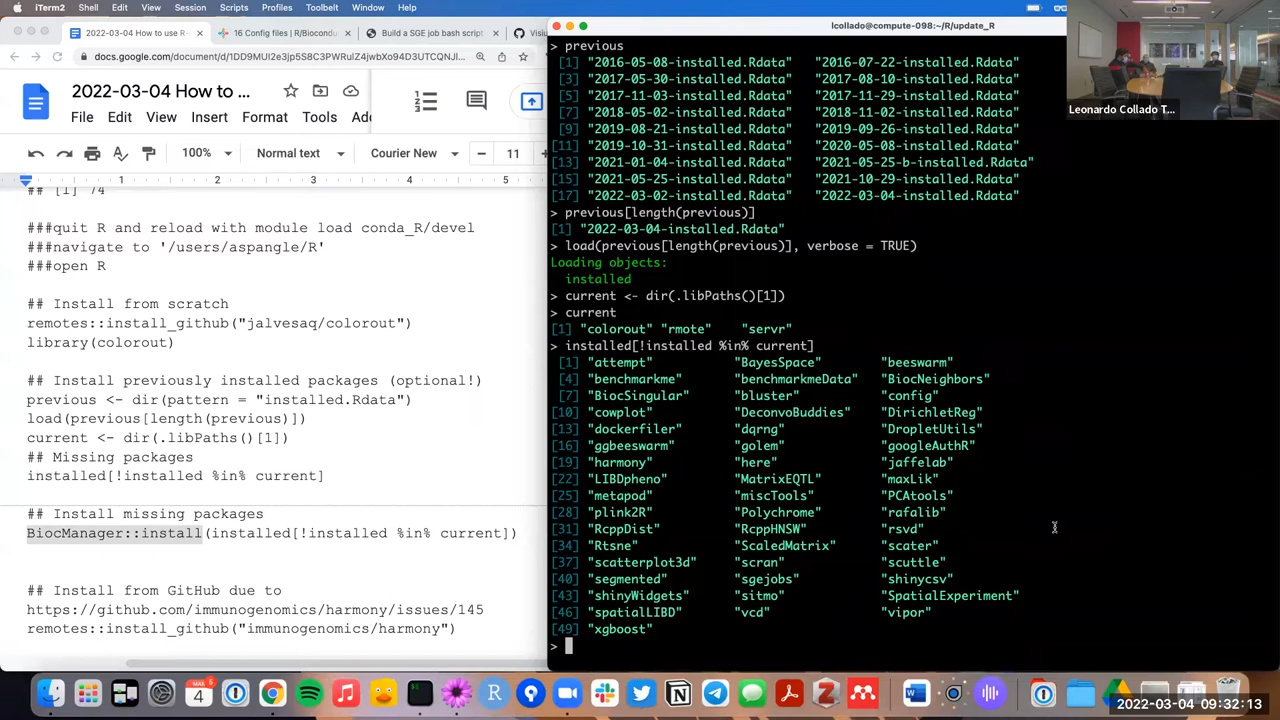 iTerm2 Shell Edit View Session Scripts Profiles Toolbelt Window Help
2022-03-04 How to use R
16 Config files | R/Biocondu
Build a SGE job bash script
Visiu
docs.google.com/document/d/
2022-03-04 How to ...
File Edit View Insert Format Tools Add
100% Normal text Courier New 11
1 2 3 4 5
## [1] 74
###quit R and reload with module load conda_R/devel
###navigate to '/users/aspangle/R'
###open R
## Install from scratch
remotes::install_github("jalvesaq/colorout")
library(colorout)
## Install previously installed packages (optional!)
previous <- dir(pattern = "installed.Rdata")
load(previous[length(previous)])
current <- dir(.libPaths()[1])
## Missing packages
installed[!installed %in% current]
## Install missing packages
BiocManager::install(installed[!installed %in% current])
## Install from GitHub due to
https://github.com/immunogenomics/harmony/issues/145
remotes::install_github("immunogenomics/harmony")
lcollado@compute-098:~/R/update_R
> previous
[1] "2016-05-08-installed.Rdata" "2016-07-22-installed.Rdata"
[3] "2017-05-30-installed.Rdata" "2017-08-10-installed.Rdata"
[5] "2017-11-03-installed.Rdata" "2017-11-29-installed.Rdata"
[7] "2018-05-02-installed.Rdata" "2018-11-02-installed.Rdata"
[9] "2019-08-21-installed.Rdata" "2019-09-26-installed.Rdata"
[11] "2019-10-31-installed.Rdata" "2020-05-08-installed.Rdata"
[13] "2021-01-04-installed.Rdata" "2021-05-25-b-installed.Rdata"
[15] "2021-05-25-installed.Rdata" "2021-10-29-installed.Rdata"
[17] "2022-03-02-installed.Rdata" "2022-03-04-installed.Rdata"
> previous[length(previous)]
[1] "2022-03-04-installed.Rdata"
> load(previous[length(previous)], verbose = TRUE)
Loading objects:
installed
> current <- dir(.libPaths()[1])
> current
[1] "colorout" "rmote" "servr"
> installed[!installed %in% current]
[1] "attempt" "BayesSpace" "beeswarm"
[4] "benchmarkme" "benchmarkmeData" "BiocNeighbors"
[7] "BiocSingular" "bluster" "config"
[10] "cowplot" "DeconvoBuddies" "DirichletReg"
[13] "dockerfiler" "dqrng" "DropletUtils"
[16] "ggbeeswarm" "golem" "googleAuthR"
[19] "harmony" "here" "jaffelab"
[22] "LIBDpheno" "MatrixEQTL" "maxLik"
[25] "metapod" "miscTools" "PCAtools"
[28] "plink2R" "Polychrome" "rafalib"
[31] "RcppDist" "RcppHNSW" "rsvd"
[34] "Rtsne" "ScaledMatrix" "scater"
[37] "scatterplot3d" "scran" "scuttle"
[40] "segmented" "sgejobs" "shinycsv"
[43] "shinyWidgets" "sitmo" "SpatialExperiment"
[46] "spatialLIBD" "vcd" "vipor"
[49] "xgboost"
>
Leonardo Collado T...
2022-03-04 09:32:13